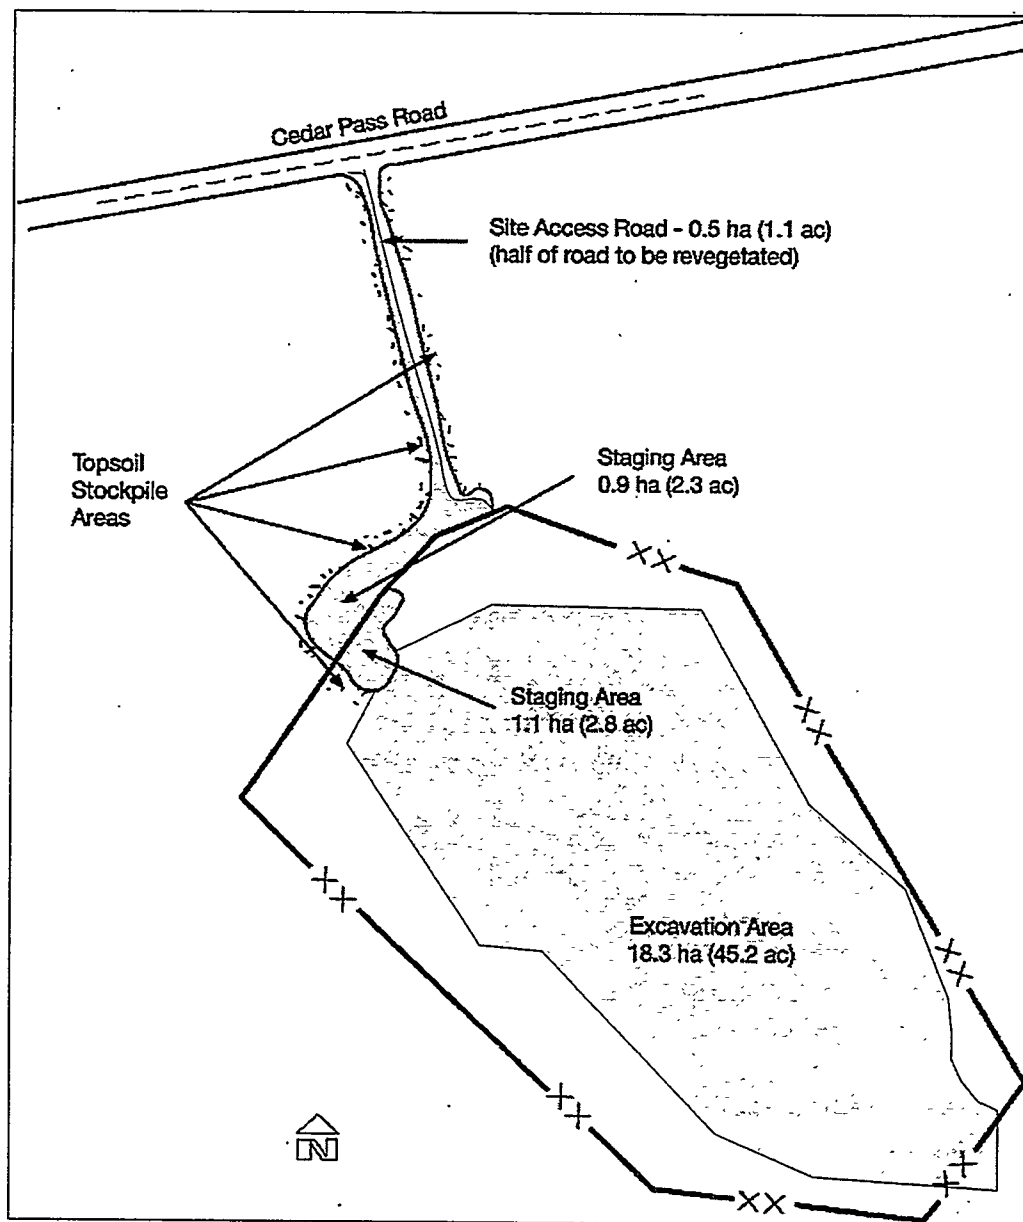 Cedar Pass Road
Site Access Road - 0.5 ha (1.1 ac)
(half of road to be revegetated)
Topsoil
Stockpile
Areas
Staging Area
0.9 ha (2.3 ac)
Staging Area
1.1 ha (2.8 ac)
Excavation Area
18.3 ha (45.2 ac)
N